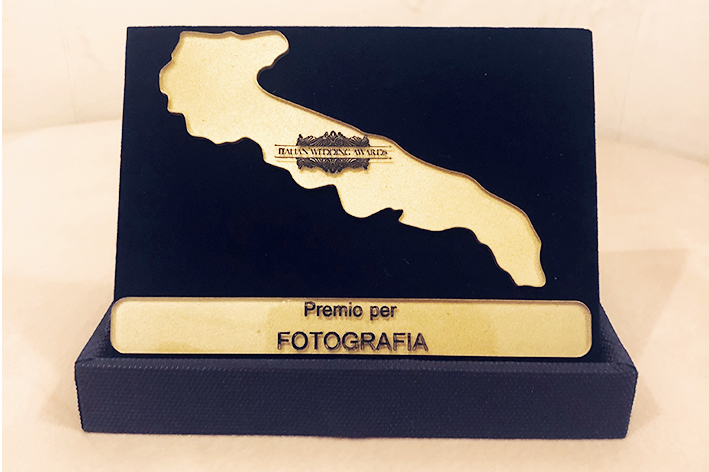 ITALIAN WEDDING AWARDS
Premio per
FOTOGRAFIA